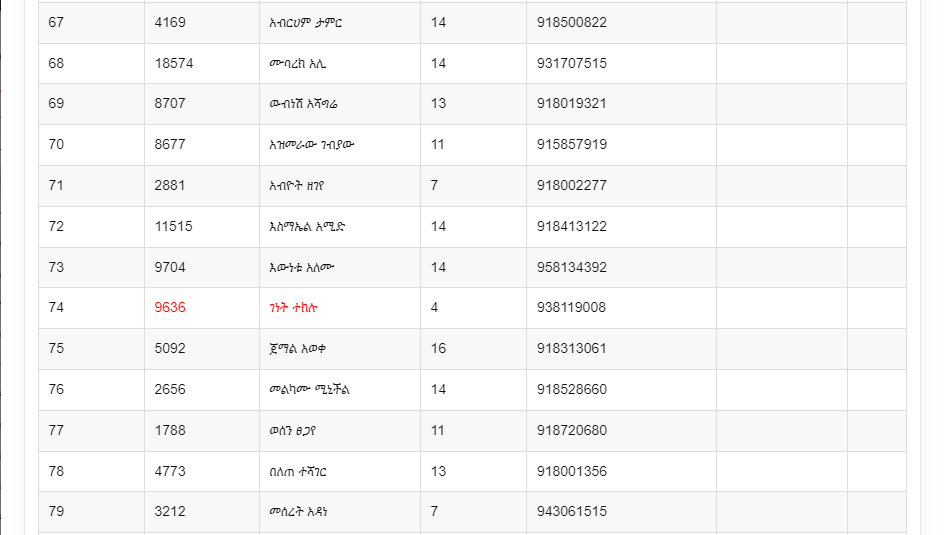 67 4169 አብርሀም ታምር 14 918500822
68 18574 ሙባረክ አሊ 14 931707515
69 8707 ውብነሽ አሻግሬ 13 918019321
70 8677 አዝመራው ገብያው 11 915857919
71 2881 አብዮት ዘገየ 7 918002277
72 11515 እስማኤል አሚድ 14 918413122
73 9704 እውነቱ አለሙ 14 958134392
74 9636 ገነት ተክሉ 4 938119008
75 5092 ጀማል አወቀ 16 918313061
76 2656 መልካሙ ሚኒችል 14 918528660
77 1788 ወሰን ፀጋየ 11 918720680
78 4773 በለጠ ተሻገር 13 918001356
79 3212 መሰረት አዳነ 7 943061515